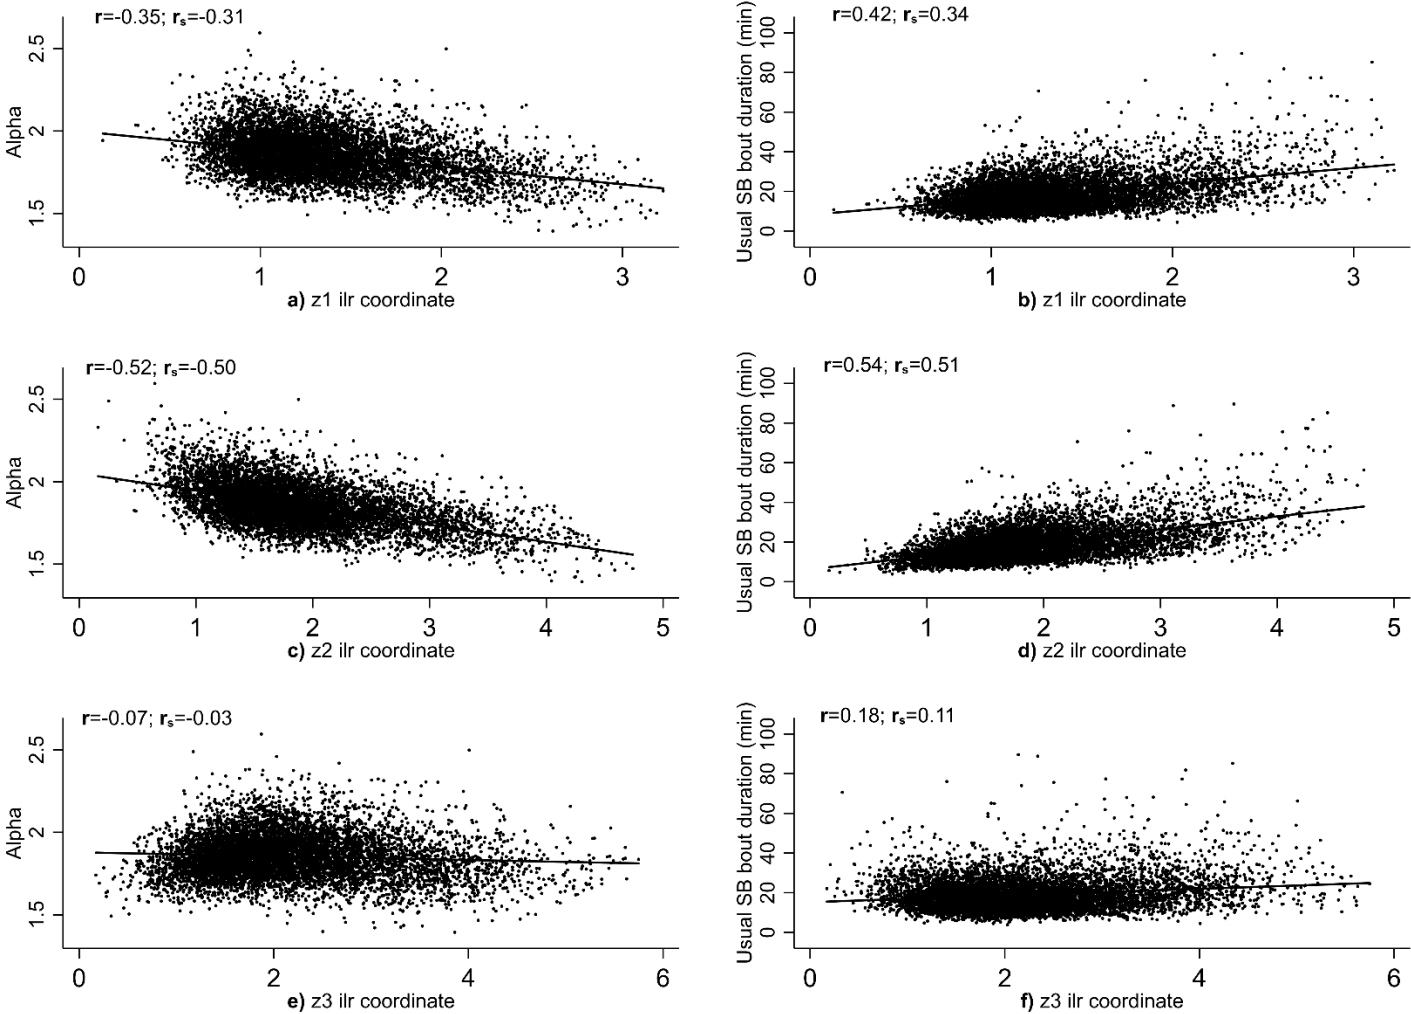 r=-0.35; rs=-0.31
Alpha
2.5
2
1.5
0 1 2 3
a) z1 ilr coordinate
r=0.42; rs=0.34
Usual SB bout duration (min)
100
80
60
40
20
0
0 1 2 3
b) z1 ilr coordinate
r=-0.52; rs=-0.50
Alpha
2.5
2
1.5
0 1 2 3 4 5
c) z2 ilr coordinate
r=0.54; rs=0.51
Usual SB bout duration (min)
100
80
60
40
20
0
0 1 2 3 4 5
d) z2 ilr coordinate
r=-0.07; rs=-0.03
Alpha
2.5
2
1.5
0 2 4 6
e) z3 ilr coordinate
r=0.18; rs=0.11
Usual SB bout duration (min)
100
80
60
40
20
0
0 2 4 6
f) z3 ilr coordinate